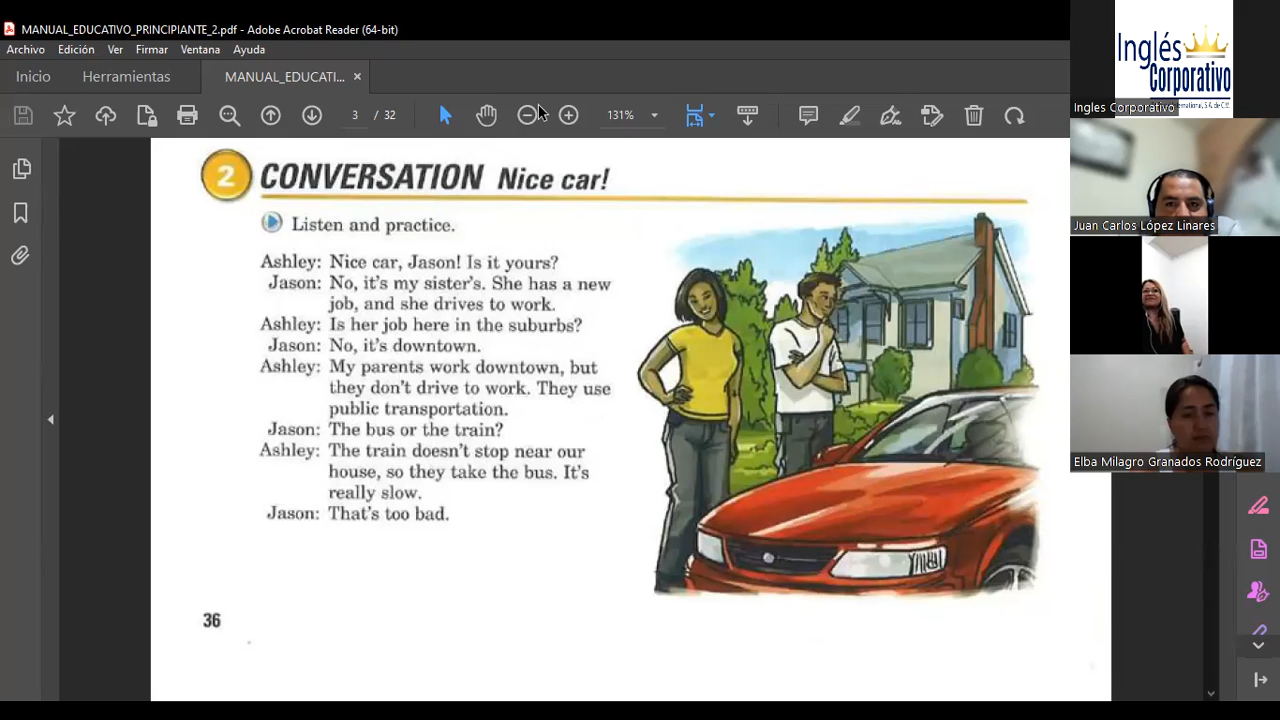 MANUAL_EDUCATIVO_PRINCIPIANTE_2.pdf - Adobe Acrobat Reader (64-bit)
Archivo Edición Ver Firmar Ventana Ayuda
Inicio Herramientas MANUAL_EDUCATI... ×
3 / 32 131%
2 CONVERSATION Nice car!
Listen and practice.
Ashley: Nice car, Jason! Is it yours?
Jason: No, it's my sister's. She has a new
job, and she drives to work.
Ashley: Is her job here in the suburbs?
Jason: No, it's downtown.
Ashley: My parents work downtown, but
they don't drive to work. They use
public transportation.
Jason: The bus or the train?
Ashley: The train doesn't stop near our
house, so they take the bus. It's
really slow.
Jason: That's too bad.
36
Inglés
Corporativo
International, S.A. de C.V.
Ingles Corporativo
Juan Carlos López Linares
Elba Milagro Granados Rodríguez